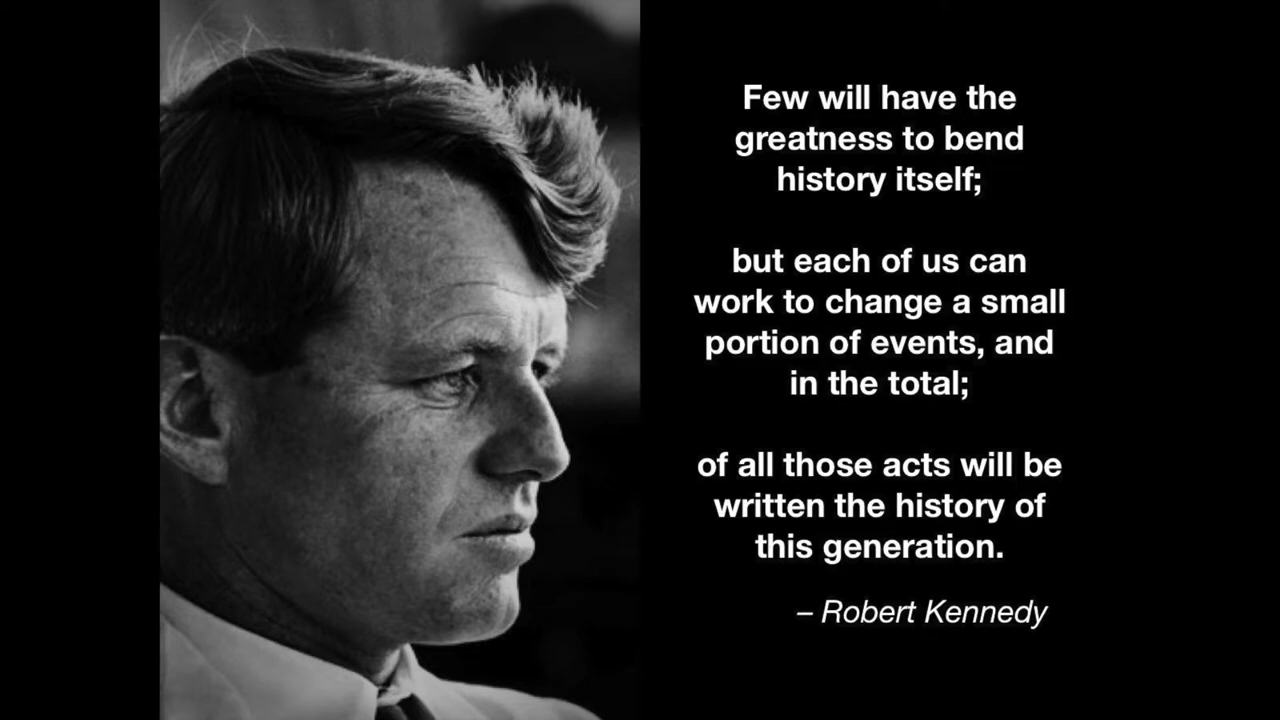 Few will have the
greatness to bend
history itself;
but each of us can
work to change a small
portion of events, and
in the total;
of all those acts will be
written the history of
this generation.
– Robert Kennedy